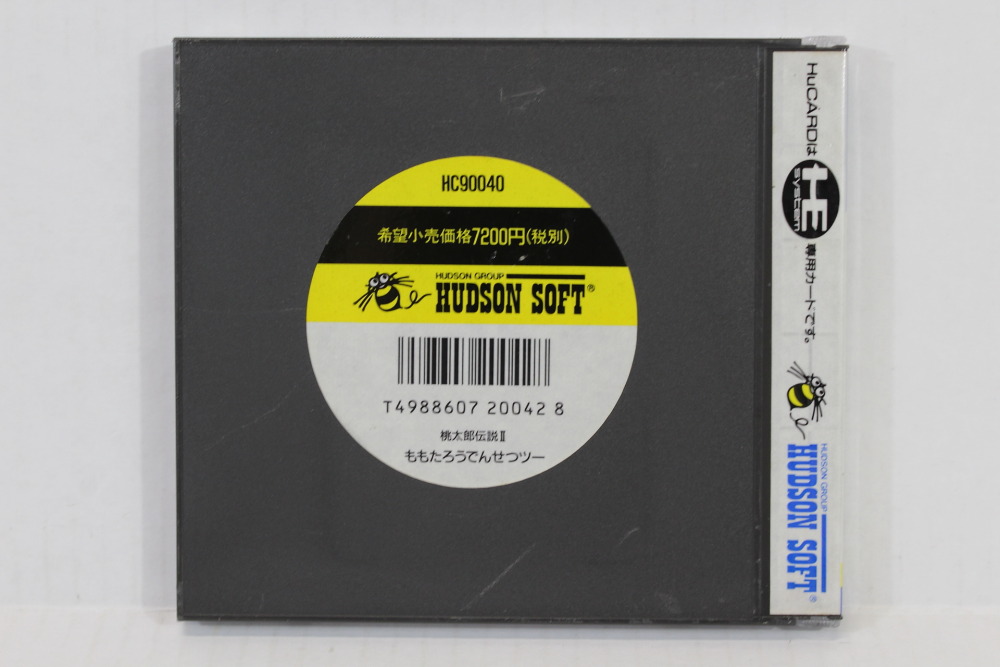 HC90040
希望小売価格7200円(税別)
HUDSON GROUP
HUDSON SOFT®
T4988607 20042 8
桃太郎伝説Ⅱ
ももたろうでんせつツー
HuCARDは
HE
system
専用カードです。
HUDSON GROUP
HUDSON SOFT®